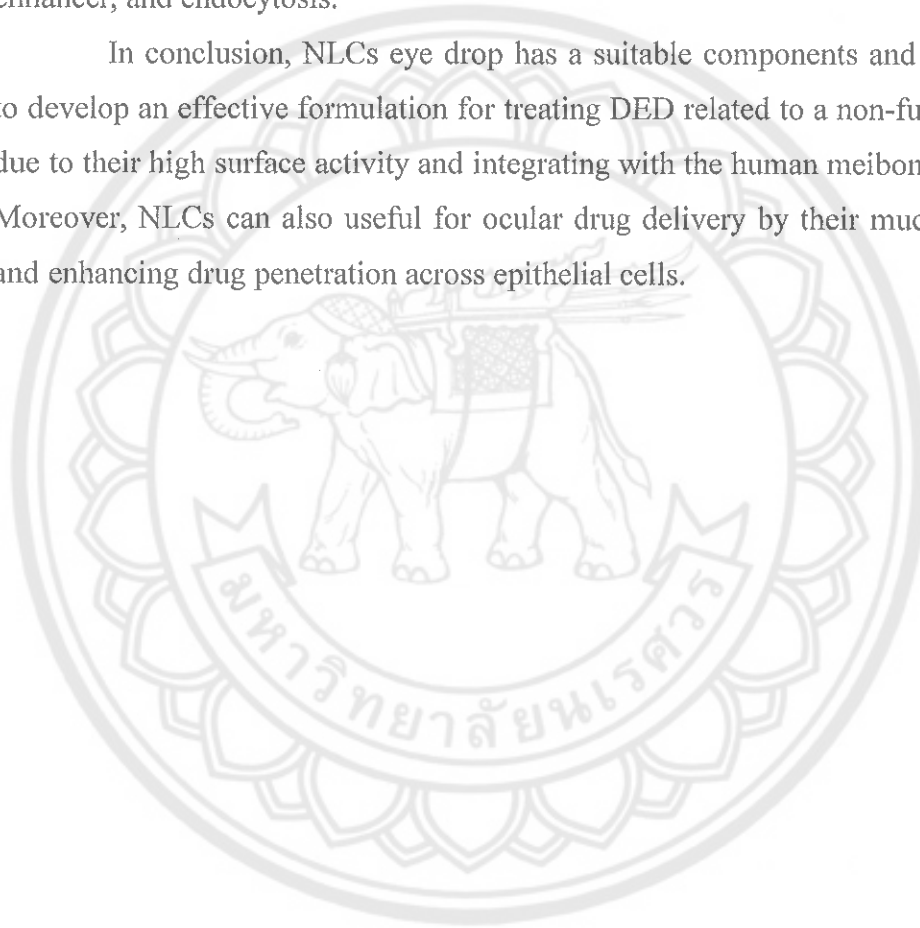 enhancer, and endocytosis.
In conclusion, NLCs eye drop has a suitable components and
to develop an effective formulation for treating DED related to a non-fu
due to their high surface activity and integrating with the human meibon
Moreover, NLCs can also useful for ocular drug delivery by their muc
and enhancing drug penetration across epithelial cells.
มหาวิทยาลัยนเรศวร